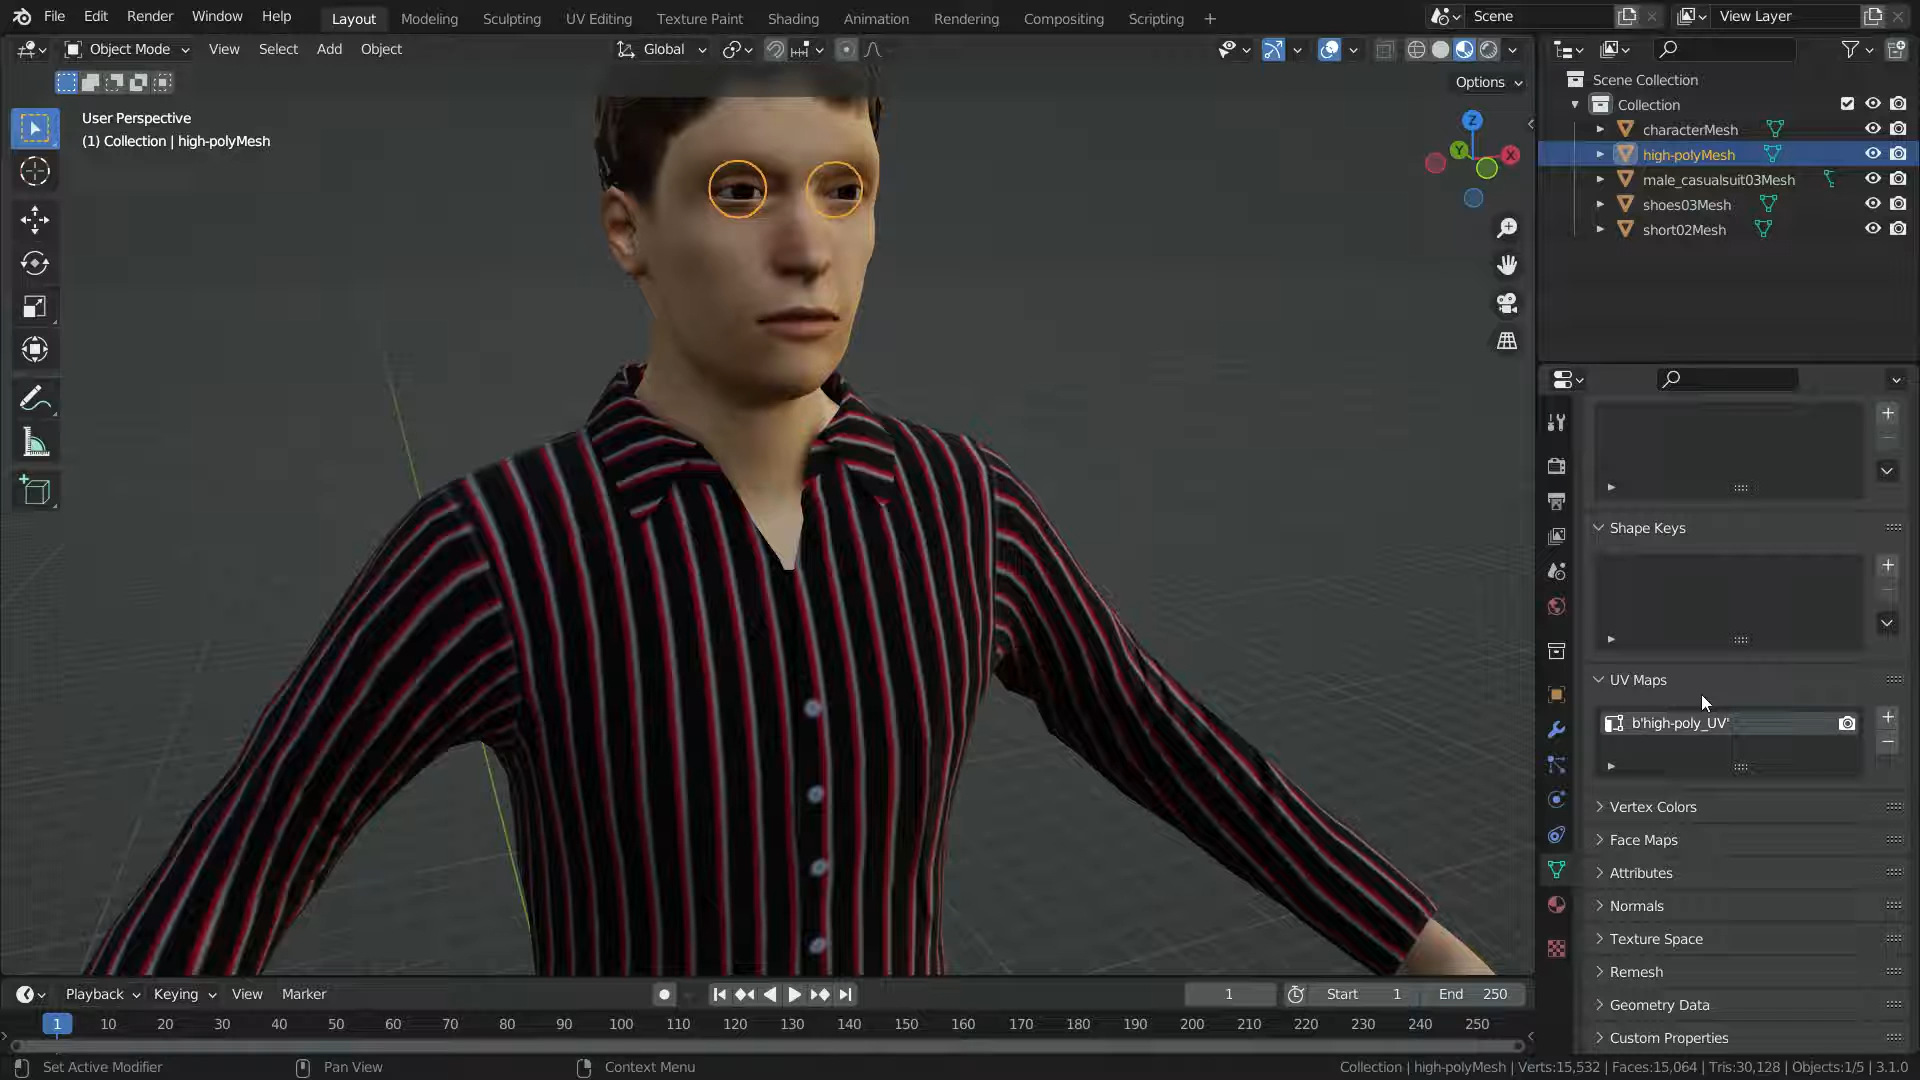 File Edit Render Window Help Layout Modeling Sculpting UV Editing Texture Paint Shading Animation Rendering Compositing Scripting + Scene View Layer
Object Mode View Select Add Object Global
Options
User Perspective
(1) Collection | high-polyMesh
Z
Y
X
Scene Collection
Collection
characterMesh
high-polyMesh
male_casualsuit03Mesh
shoes03Mesh
short02Mesh
Shape Keys
UV Maps
b'high-poly_UV'
Vertex Colors
Face Maps
Attributes
Normals
Texture Space
Remesh
Geometry Data
Custom Properties
Playback Keying View Marker 1 Start 1 End 250
1 10 20 30 40 50 60 70 80 90 100 110 120 130 140 150 160 170 180 190 200 210 220 230 240 250
Set Active Modifier Pan View Context Menu Collection | high-polyMesh | Verts:15,532 | Faces:15,064 | Tris:30,128 | Objects:1/5 | 3.1.0